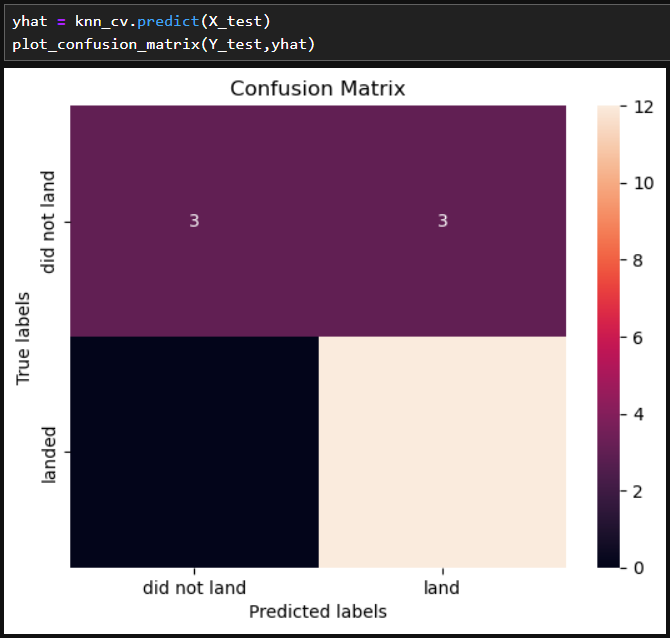 yhat = knn_cv.predict(X_test)
plot_confusion_matrix(Y_test,yhat)
Confusion Matrix
True labels
did not land
landed
3 3
did not land land
Predicted labels
12
10
8
6
4
2
0